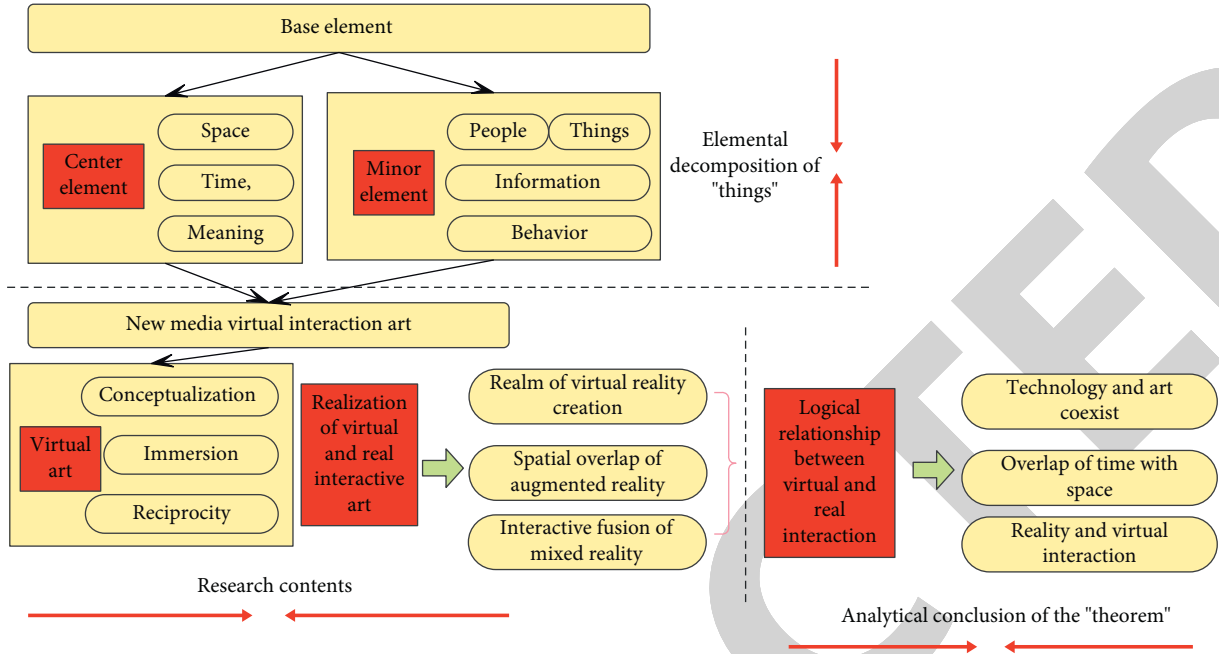 Base element
Center
element
Space
Time,
Meaning
Minor
element
People
Things
Information
Behavior
Elemental
decomposition of
"things"
New media virtual interaction art
Virtual
art
Conceptualization
Immersion
Reciprocity
Realization
of virtual
and real
interactive
art
Realm of virtual reality
creation
Spatial overlap of
augmented reality
Interactive fusion of
mixed reality
Logical
relationship
between
virtual and
real
interaction
Technology and art
coexist
Overlap of time with
space
Reality and virtual
interaction
Research contents
Analytical conclusion of the "theorem"